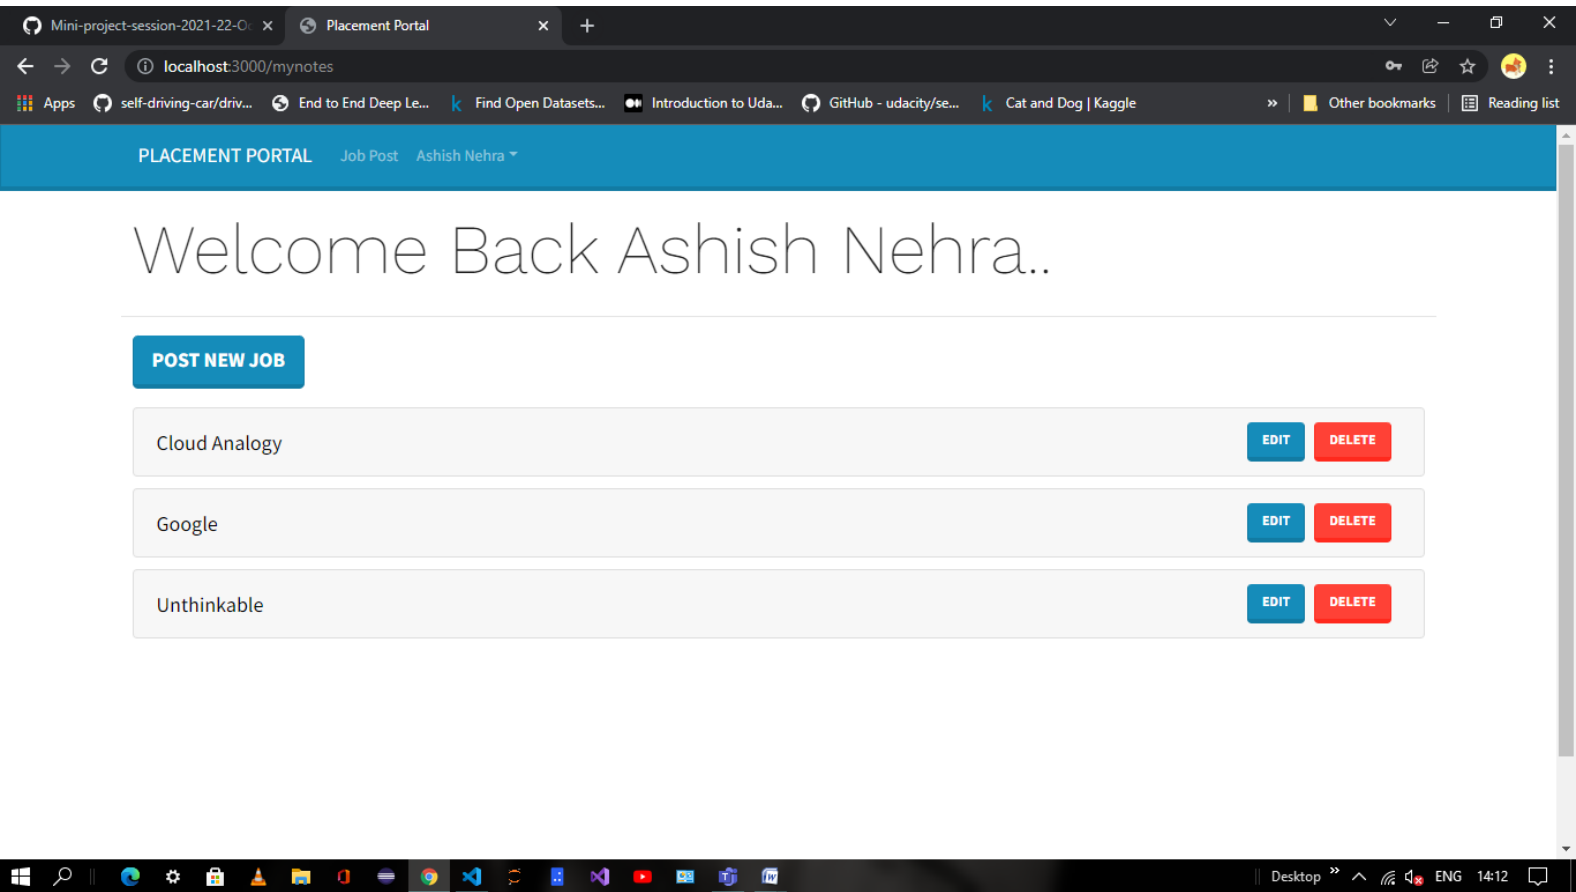 Mini-project-session-2021-22-Oc
Placement Portal
localhost:3000/mynotes
Apps self-driving-car/driv... End to End Deep Le... Find Open Datasets... Introduction to Uda... GitHub - udacity/se... Cat and Dog | Kaggle » Other bookmarks Reading list
PLACEMENT PORTAL Job Post Ashish Nehra
Welcome Back Ashish Nehra..
POST NEW JOB
Cloud Analogy EDIT DELETE
Google EDIT DELETE
Unthinkable EDIT DELETE
Desktop » ENG 14:12